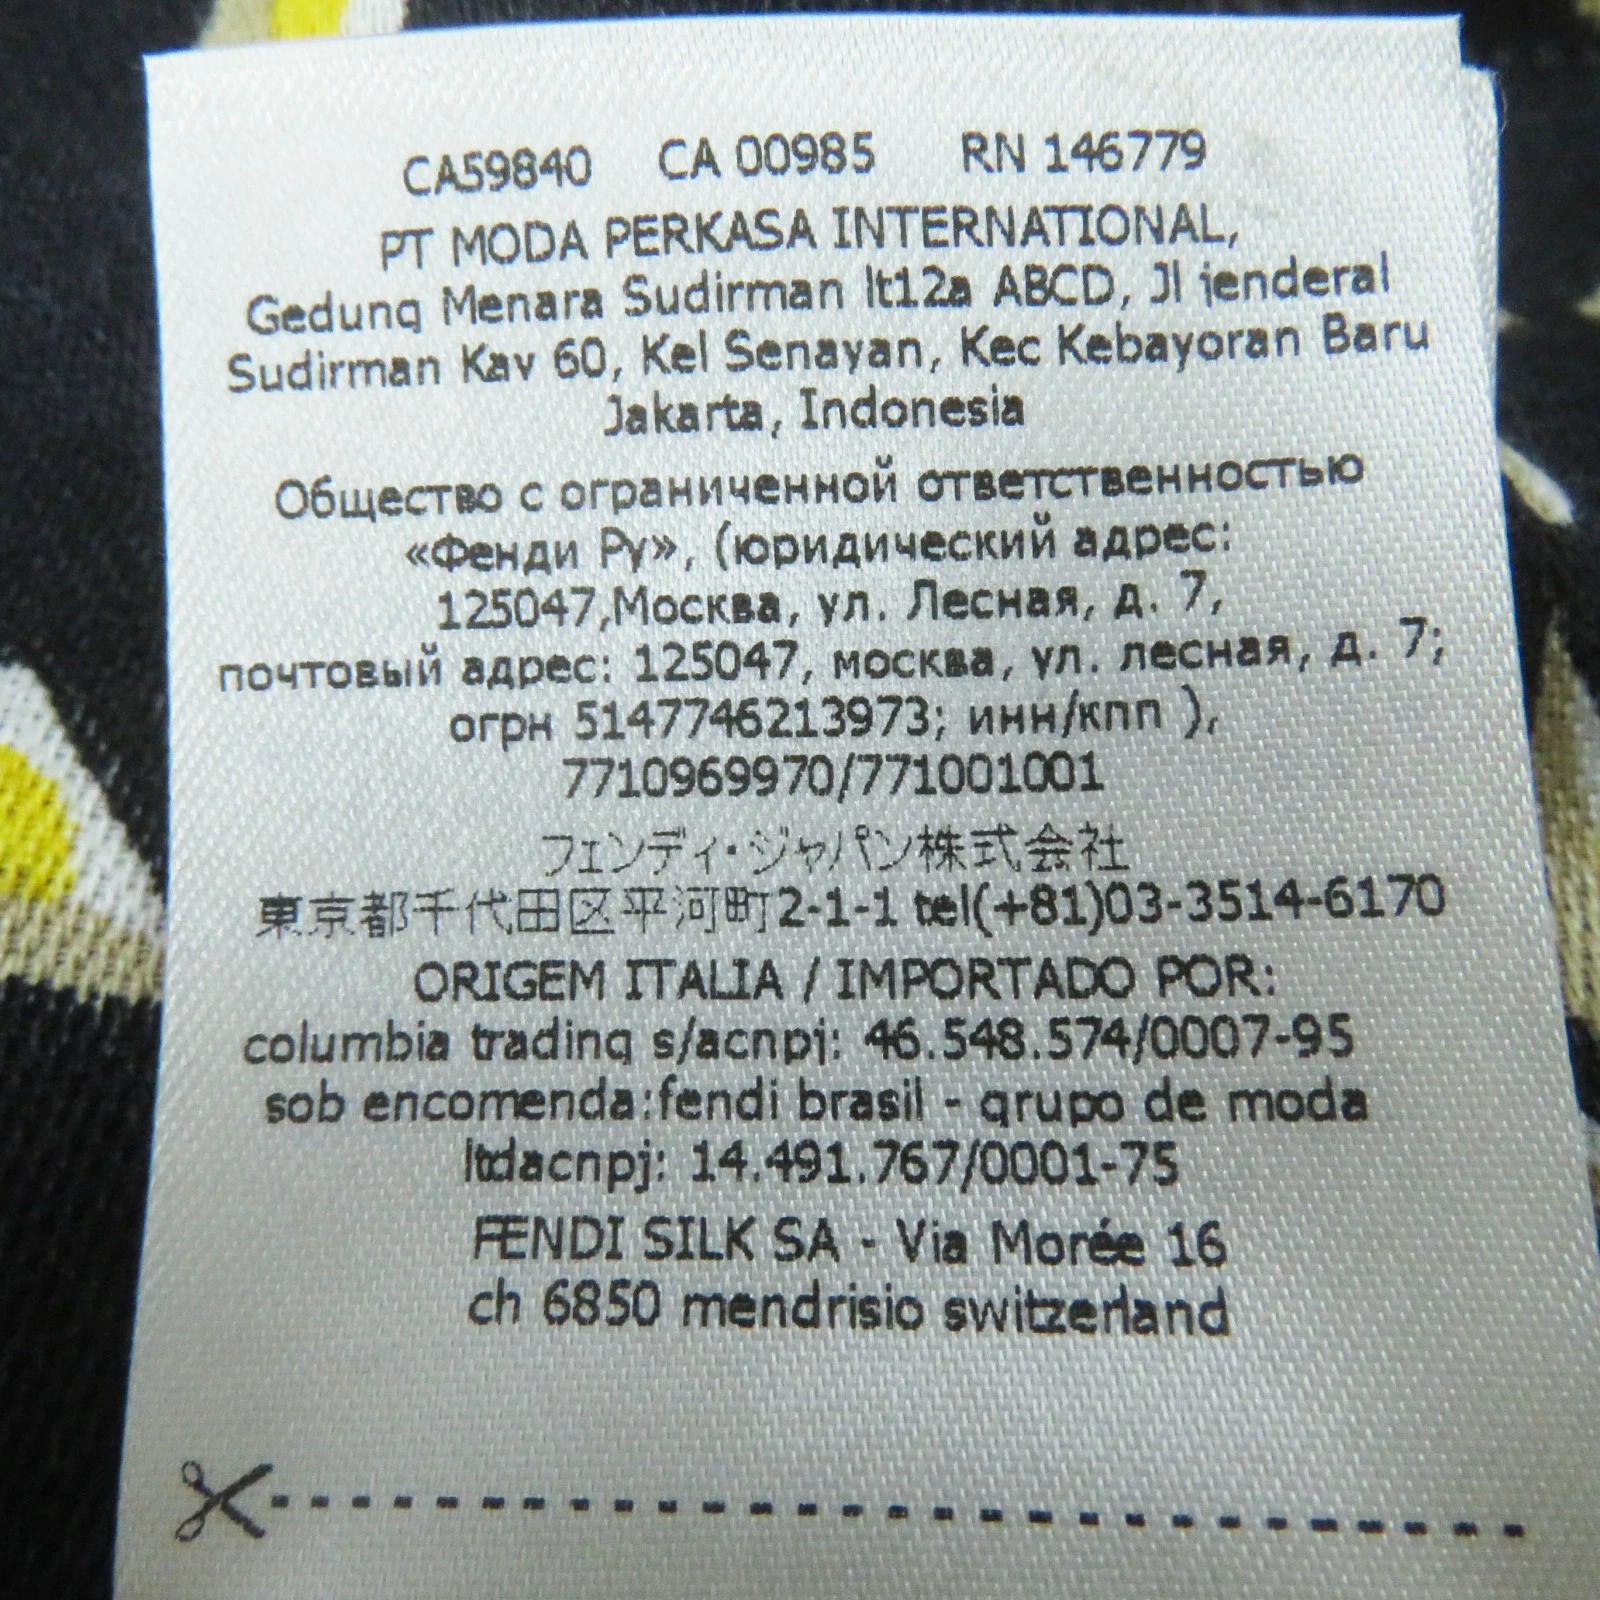 CA59840 CA 00985 RN 146779
PT MODA PERKASA INTERNATIONAL,
Gedung Menara Sudirman lt12a ABCD, Jl jenderal
Sudirman Kav 60, Kel Senayan, Kec Kebayoran Baru
Jakarta, Indonesia
Общество с ограниченной ответственностью
«Фенди Ру», (юридический адрес:
125047,Москва, ул. Лесная, д. 7,
почтовый адрес: 125047, москва, ул. лесная, д. 7;
огрн 5147746213973; инн/кпп ),
7710969970/771001001
フェンディ・ジャパン株式会社
東京都千代田区平河町2-1-1 tel(+81)03-3514-6170
ORIGEM ITALIA / IMPORTADO POR:
columbia trading s/acnpj: 46.548.574/0007-95
sob encomenda:fendi brasil - grupo de moda
ltdacnpj: 14.491.767/0001-75
FENDI SILK SA - Via Morée 16
ch 6850 mendrisio switzerland